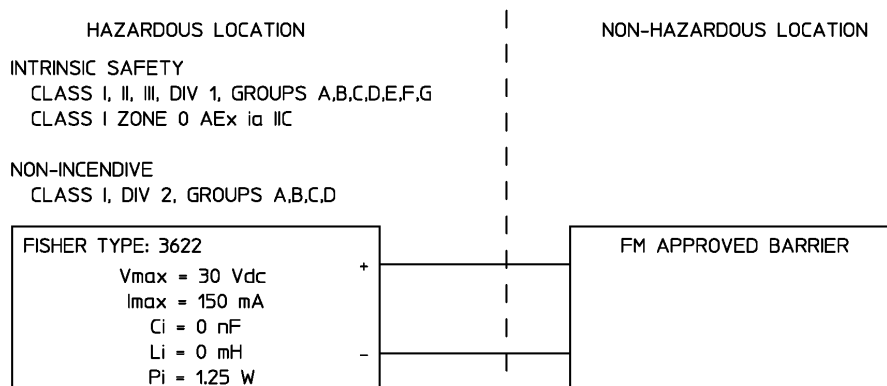 HAZARDOUS LOCATION
NON-HAZARDOUS LOCATION
INTRINSIC SAFETY
CLASS I, II, III, DIV 1, GROUPS A,B,C,D,E,F,G
CLASS I ZONE 0 AEx ia IIC
NON-INCENDIVE
CLASS I, DIV 2, GROUPS A,B,C,D
FISHER TYPE: 3622
Vmax = 30 Vdc
Imax = 150 mA
Ci = 0 nF
Li = 0 mH
Pi = 1.25 W
+
−
FM APPROVED BARRIER